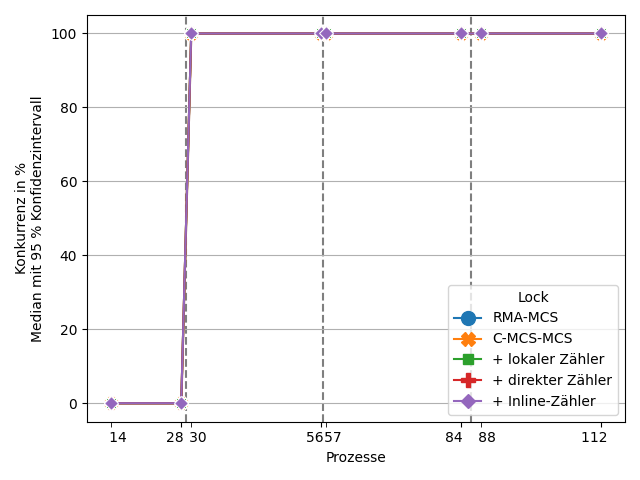 100
80
60
40
20
0
Konkurrenz in %
Median mit 95 % Konfidenzintervall
Lock
RMA-MCS
C-MCS-MCS
+ lokaler Zähler
+ direkter Zähler
+ Inline-Zähler
14 28 30 56 57 84 88 112
Prozesse